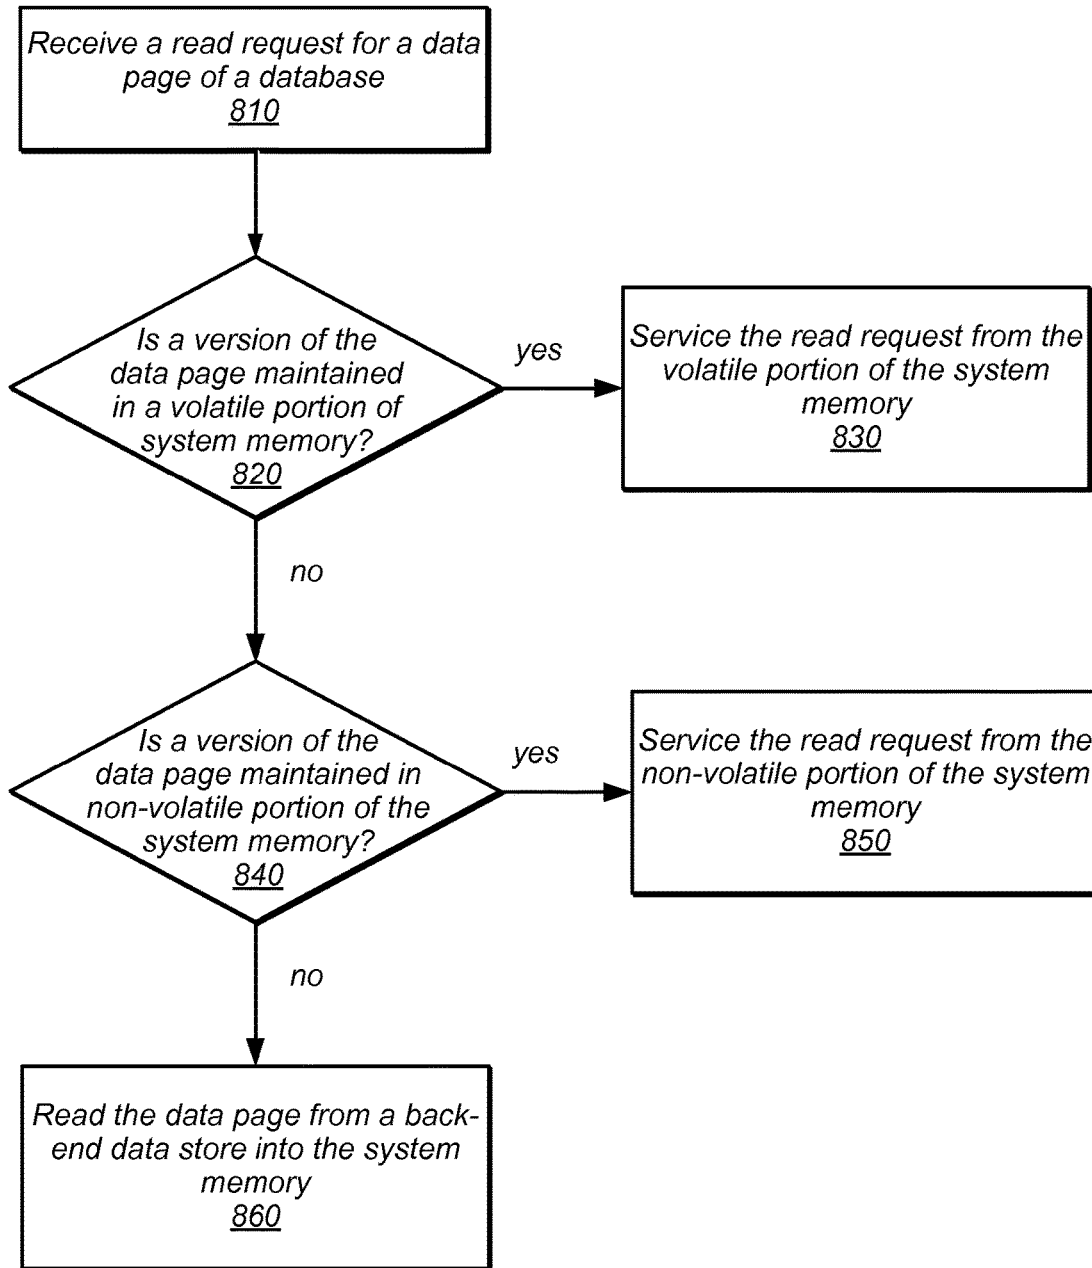 Receive a read request for a data
page of a database
810
Is a version of the
data page maintained
in a volatile portion of
system memory?
820
yes
Service the read request from the
volatile portion of the system
memory
830
no
Is a version of the
data page maintained in
non-volatile portion of the
system memory?
840
yes
Service the read request from the
non-volatile portion of the system
memory
850
no
Read the data page from a back-
end data store into the system
memory
860